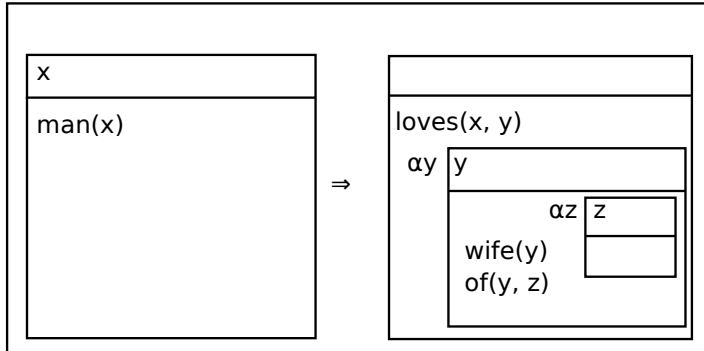 x
man(x)
⇒
loves(x, y)
αy y
αz z
wife(y)
of(y, z)